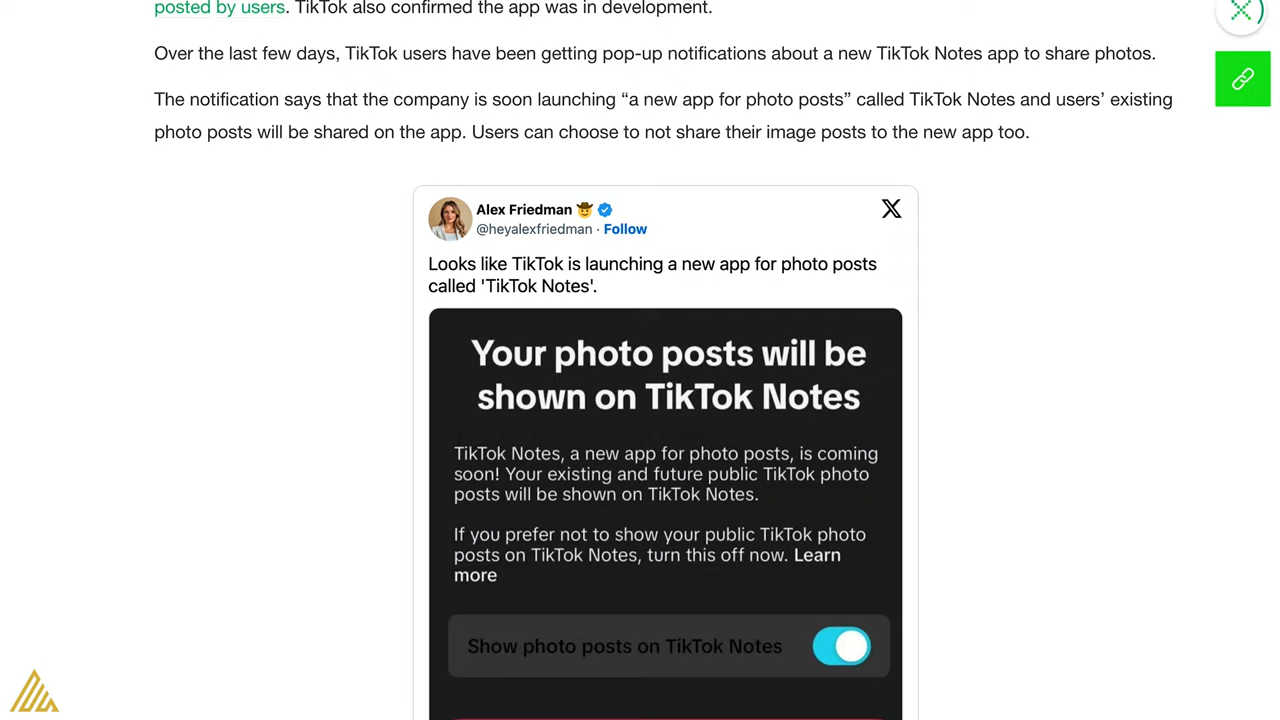 posted by users. TikTok also confirmed the app was in development.
Over the last few days, TikTok users have been getting pop-up notifications about a new TikTok Notes app to share photos.
The notification says that the company is soon launching “a new app for photo posts” called TikTok Notes and users’ existing
photo posts will be shared on the app. Users can choose to not share their image posts to the new app too.
Alex Friedman 🤠
@heyalexfriedman · Follow
Looks like TikTok is launching a new app for photo posts
called 'TikTok Notes'.
Your photo posts will be
shown on TikTok Notes
TikTok Notes, a new app for photo posts, is coming
soon! Your existing and future public TikTok photo
posts will be shown on TikTok Notes.
If you prefer not to show your public TikTok photo
posts on TikTok Notes, turn this off now. Learn
more
Show photo posts on TikTok Notes